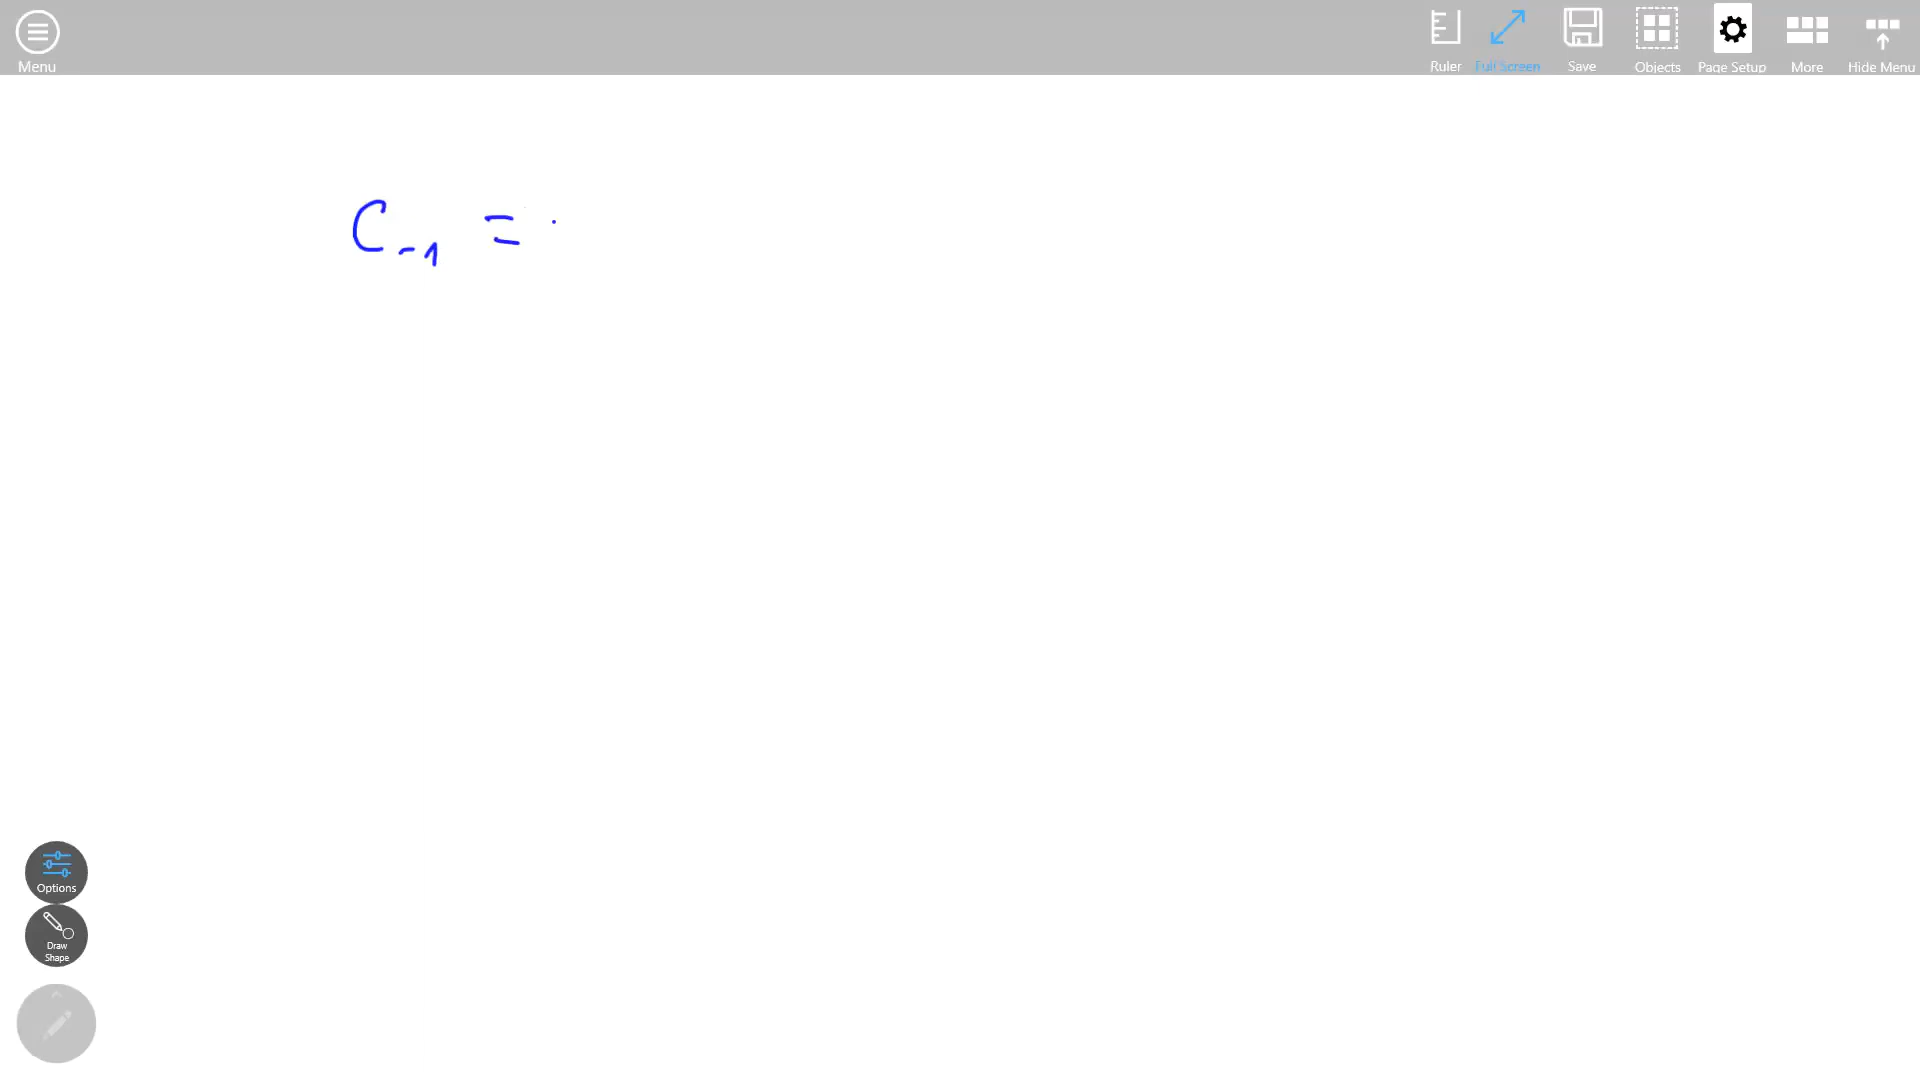 Menu
Ruler Full Screen Save Objects Page Setup More Hide Menu
C₋₁ =
Options
Draw
Shape